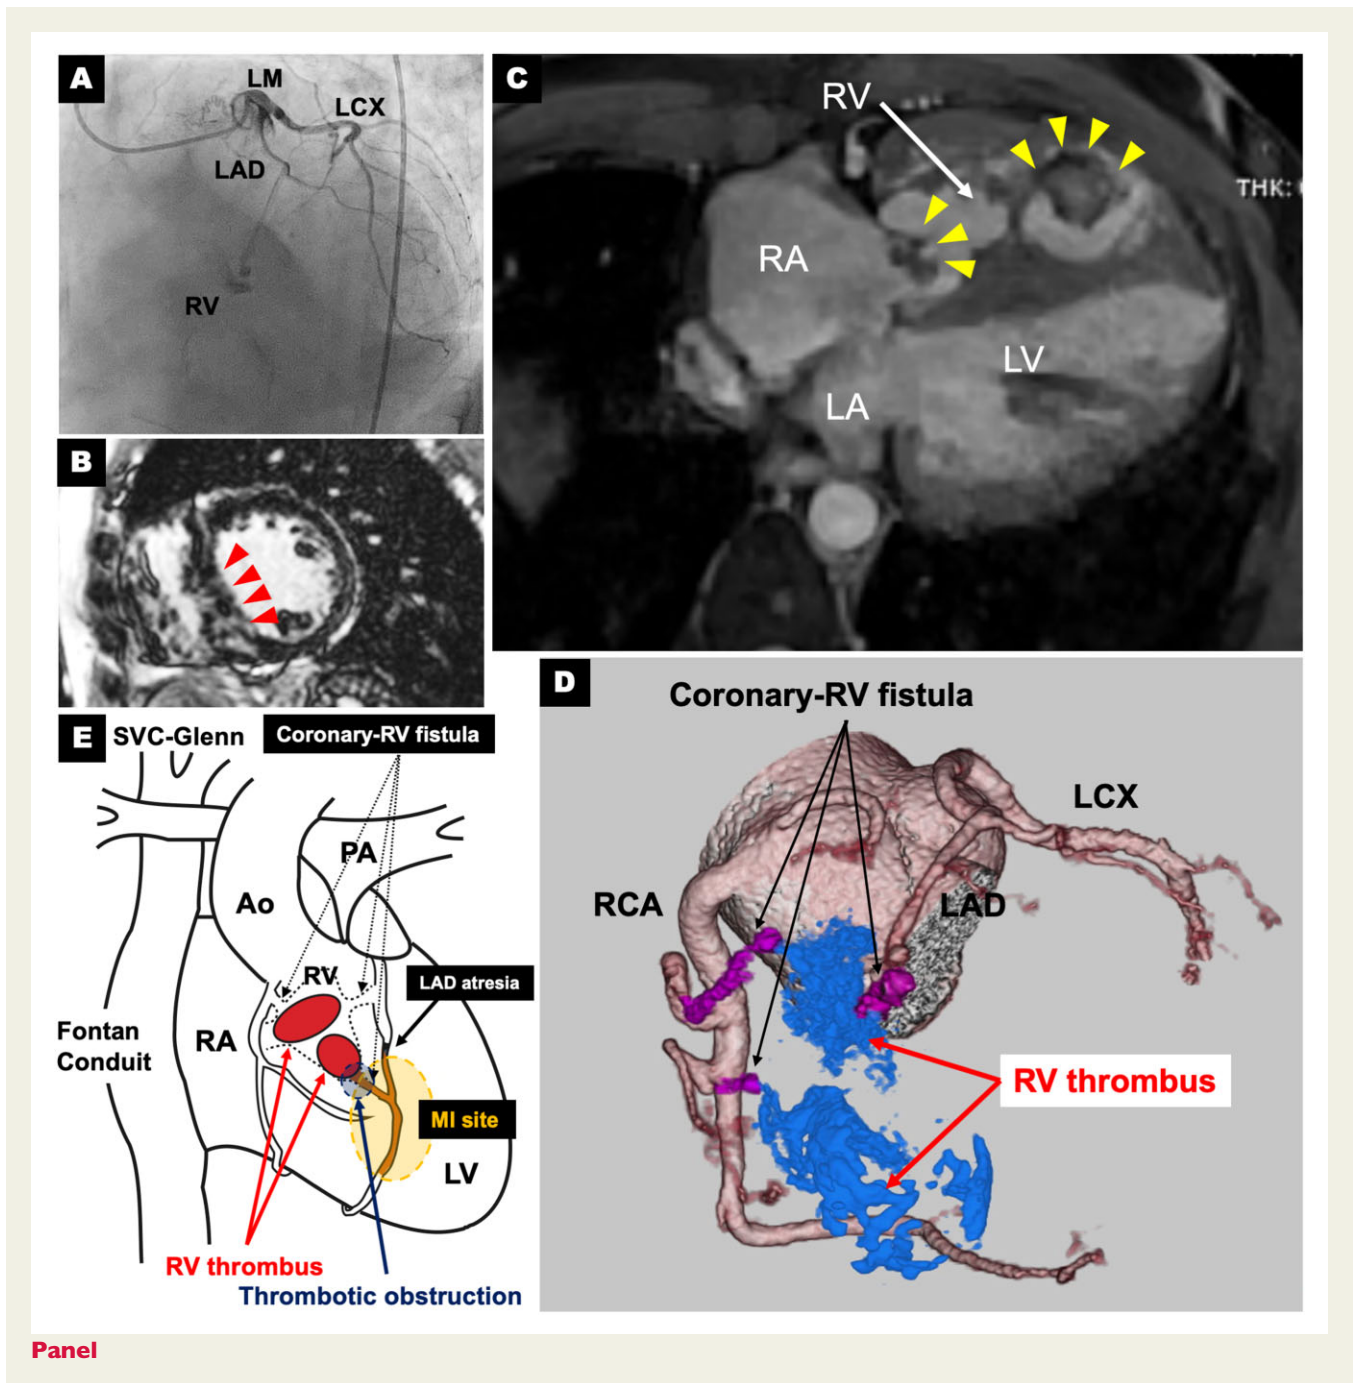 A
LM
LCX
LAD
RV
B
C
RV
THK:
RA
LV
LA
D
Coronary-RV fistula
LCX
RCA
LAD
RV thrombus
E
SVC-Glenn
Coronary-RV fistula
PA
Ao
RV
LAD atresia
Fontan
Conduit
RA
MI site
LV
RV thrombus
Thrombotic obstruction
Panel